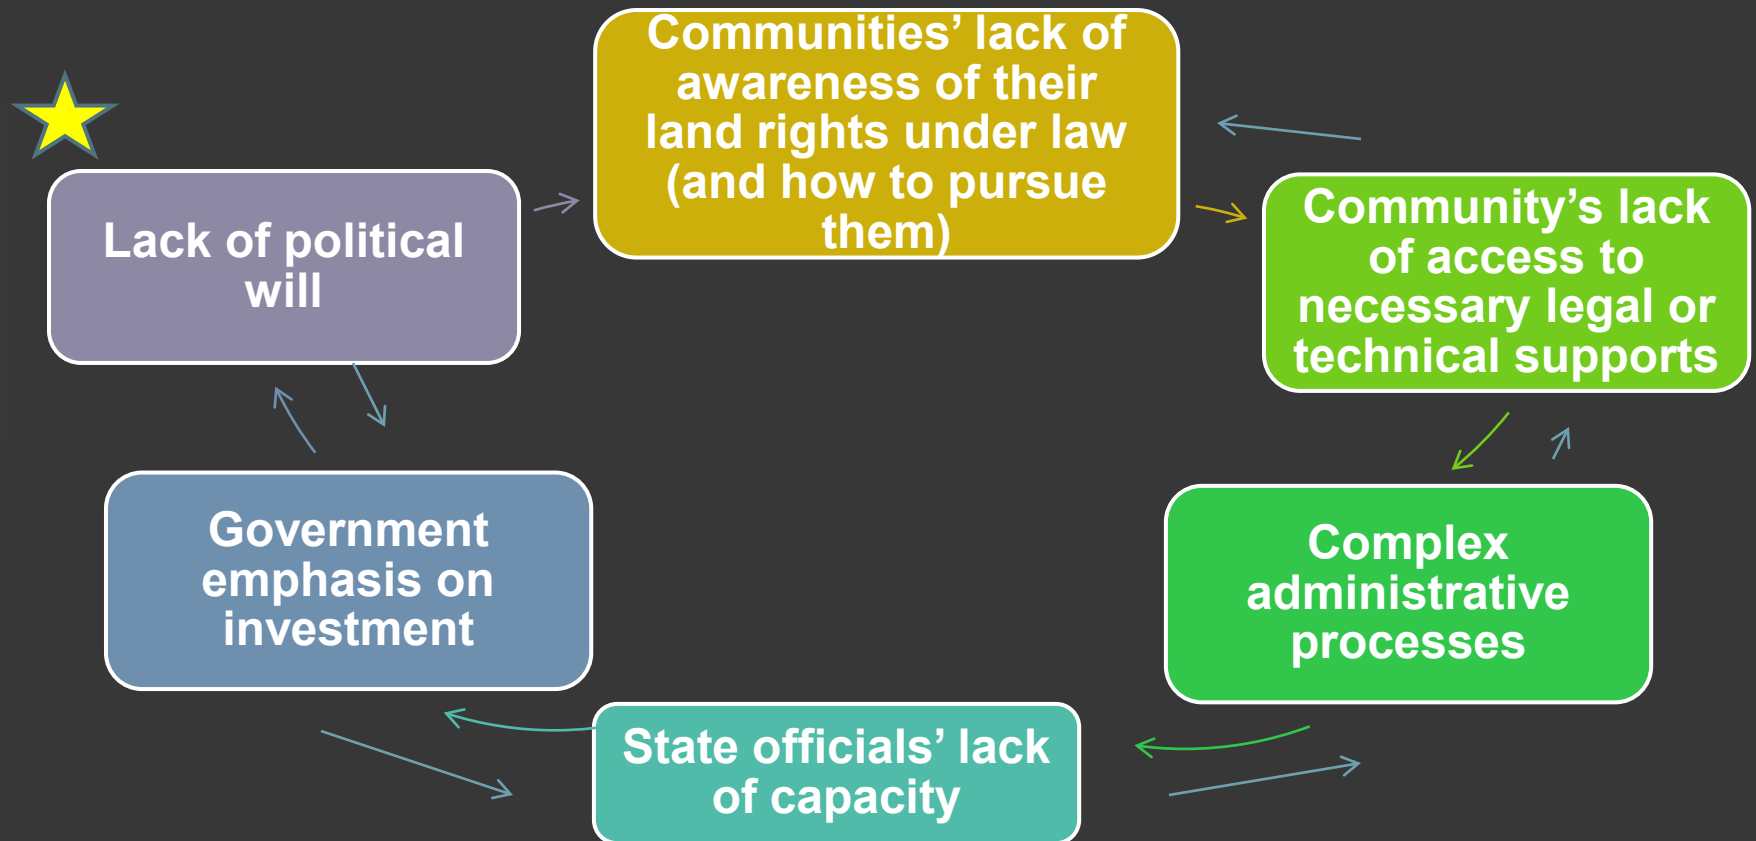 Communities’ lack of
awareness of their
land rights under law
(and how to pursue
them)
Community’s lack
of access to
necessary legal or
technical supports
Complex
administrative
processes
State officials’ lack
of capacity
Government
emphasis on
investment
Lack of political
will